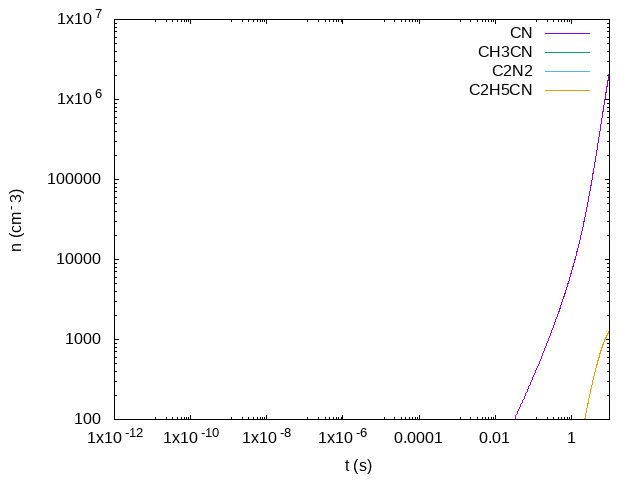 1x10^7
1x10^6
100000
10000
1000
100
n (cm^-3)
CN
CH3CN
C2N2
C2H5CN
1x10^-12
1x10^-10
1x10^-8
1x10^-6
0.0001
0.01
1
t (s)